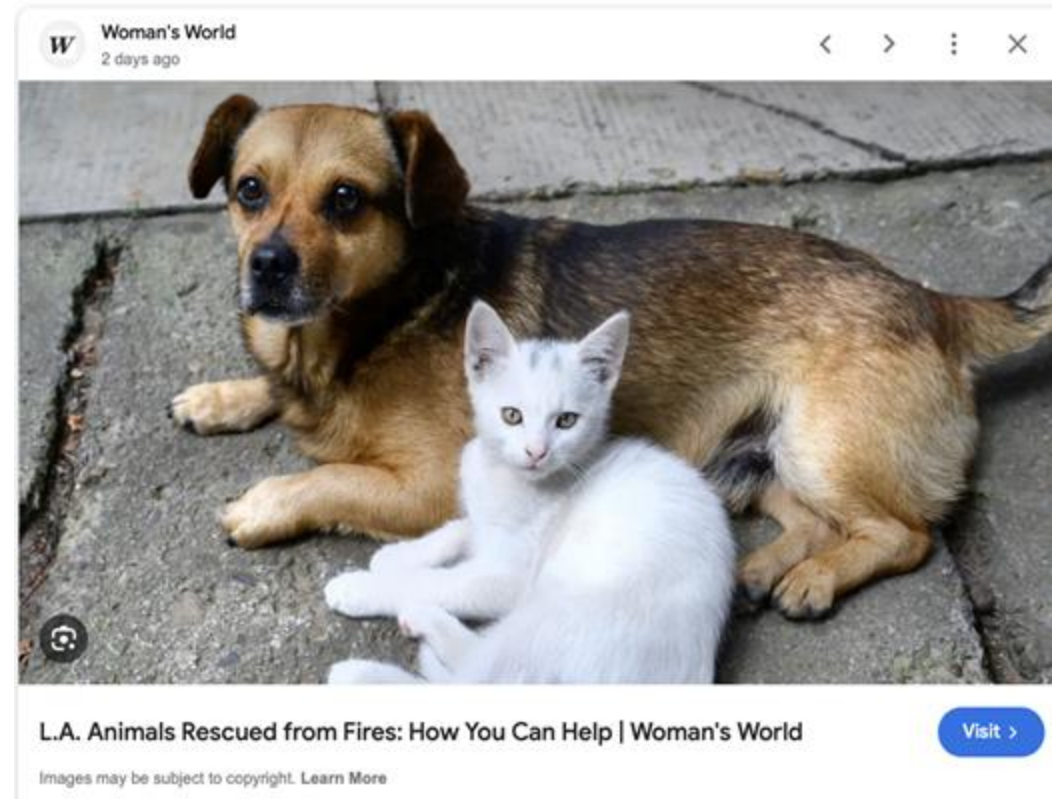 W
Woman's World
2 days ago
L.A. Animals Rescued from Fires: How You Can Help | Woman's World
Visit
Images may be subject to copyright. Learn More